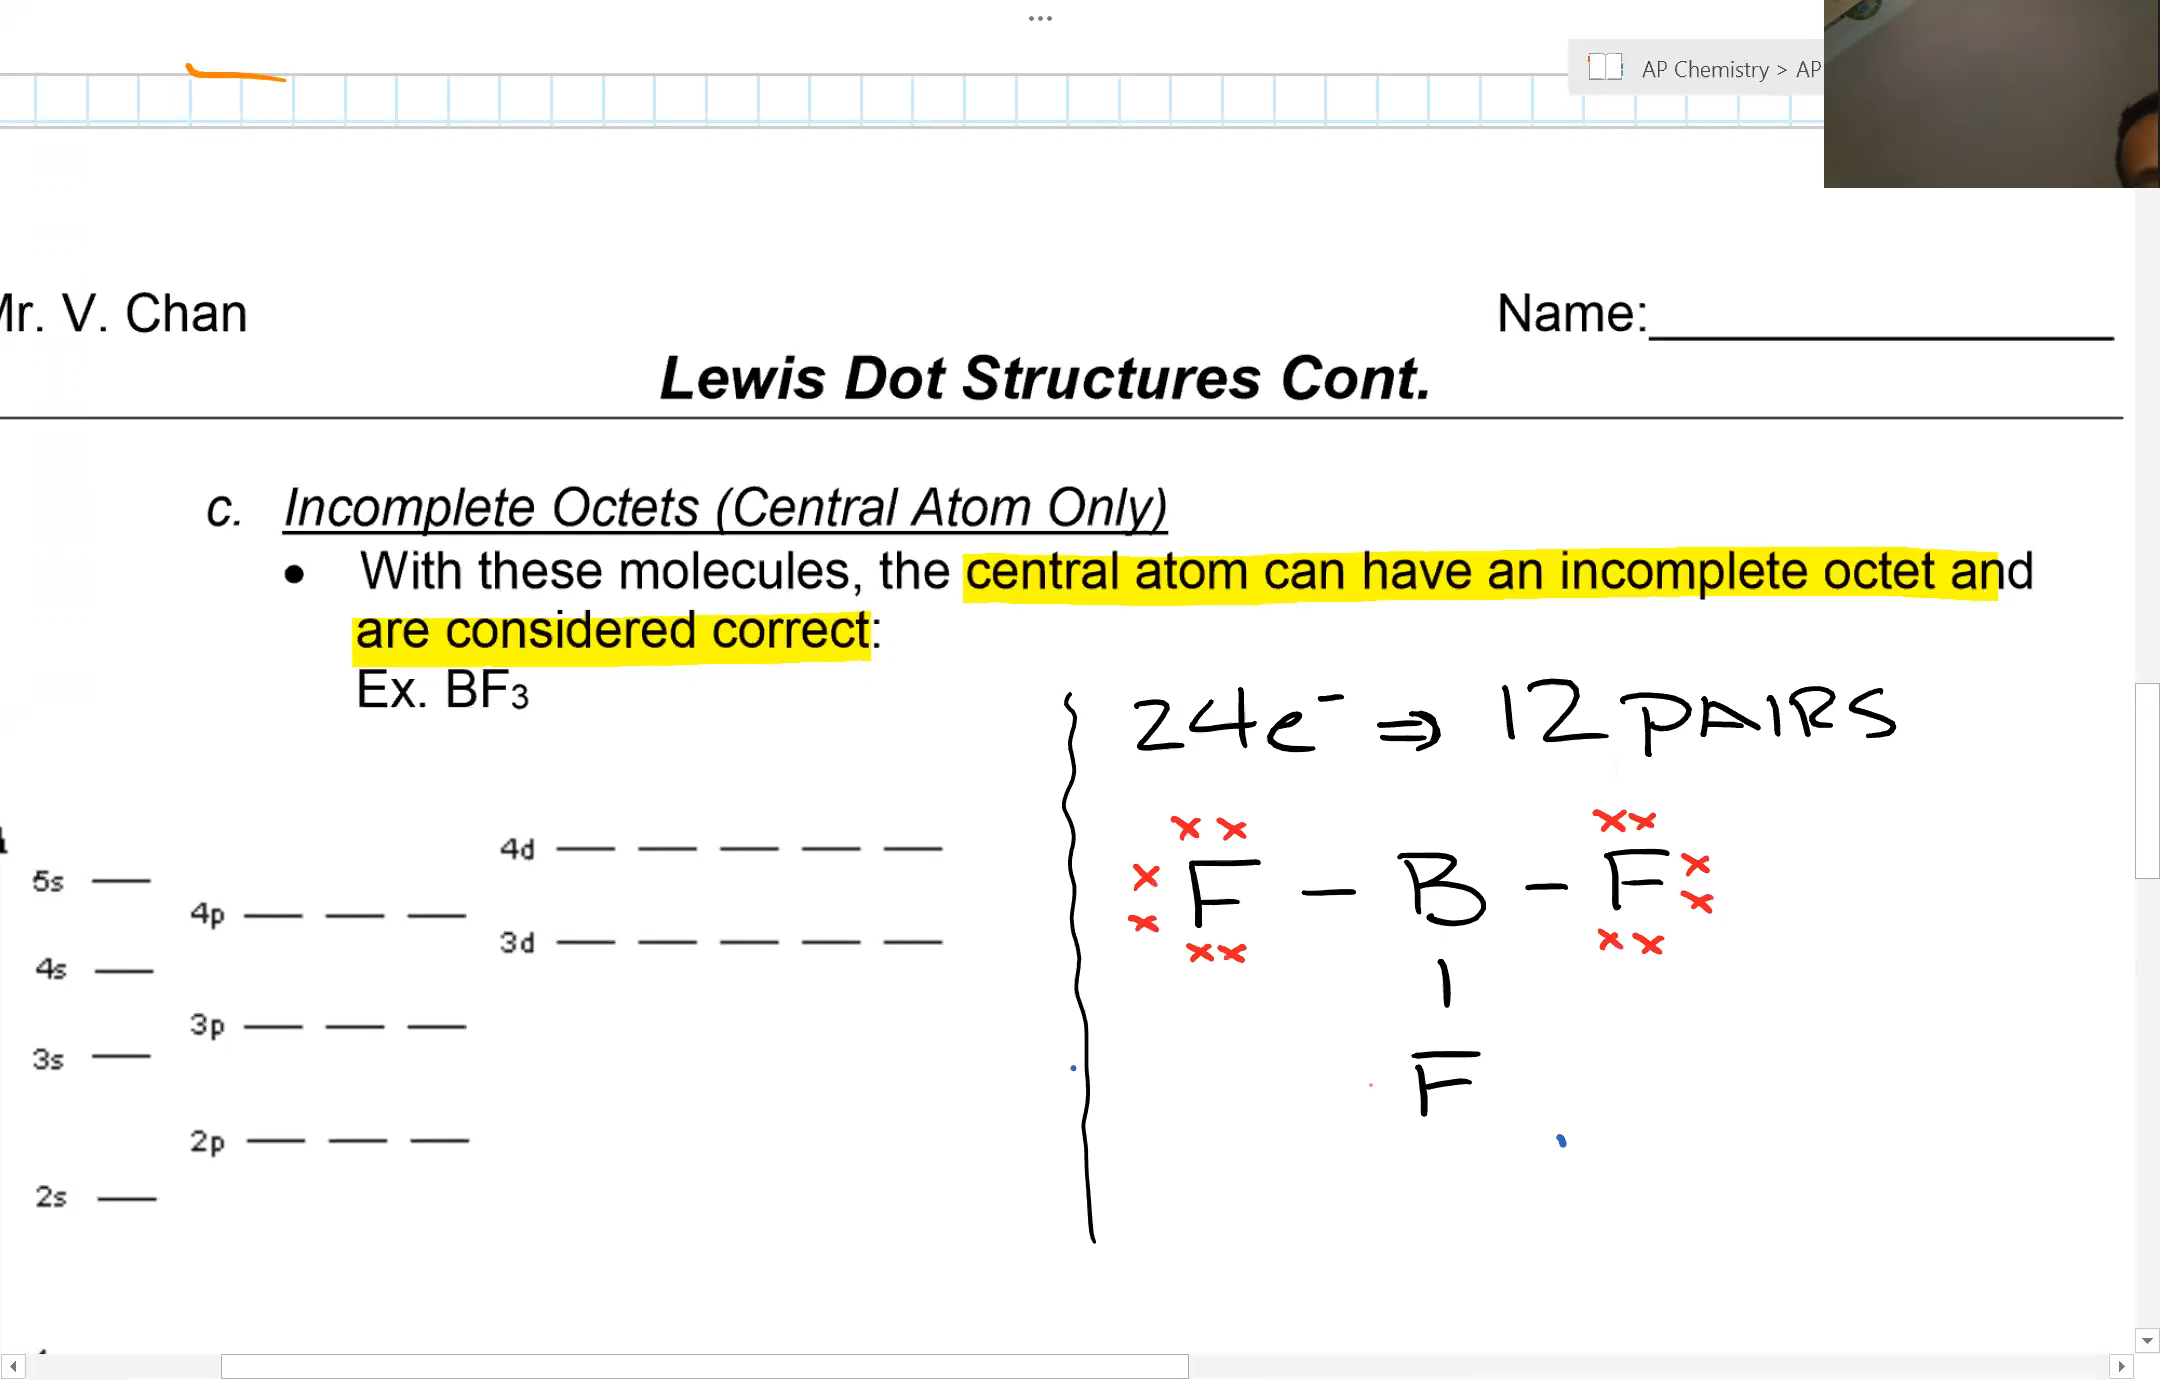 AP Chemistry > AP
Mr. V. Chan
Name:
Lewis Dot Structures Cont.
c. Incomplete Octets (Central Atom Only)
• With these molecules, the central atom can have an incomplete octet and
are considered correct:
Ex. BF₃
24e⁻ ⇒ 12 PAIRS
F – B – F
F
4d
5s
4p
3d
4s
3p
3s
2p
2s